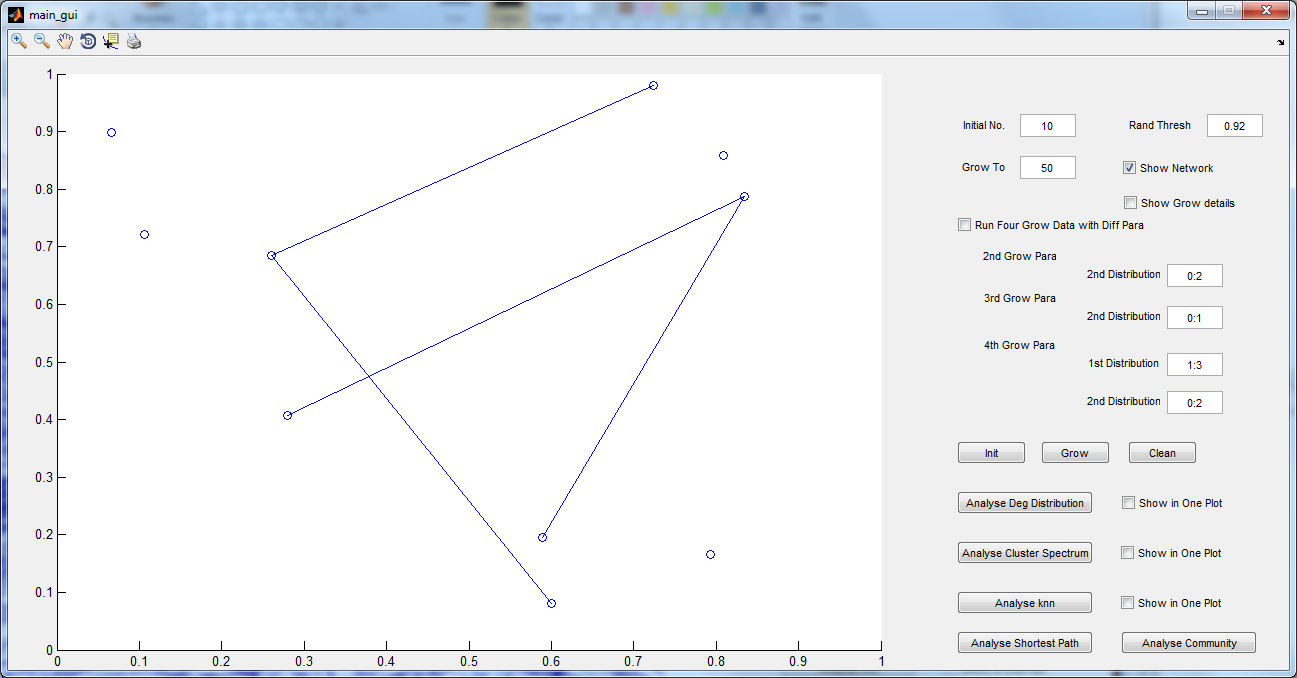 main_gui
1
0.9
0.8
0.7
0.6
0.5
0.4
0.3
0.2
0.1
0
0 0.1 0.2 0.3 0.4 0.5 0.6 0.7 0.8 0.9 1
Initial No. 10 Rand Thresh 0.92
Grow To 50 Show Network
Show Grow details
Run Four Grow Data with Diff Para
2nd Grow Para
2nd Distribution 0:2
3rd Grow Para
2nd Distribution 0:1
4th Grow Para
1st Distribution 1:3
2nd Distribution 0:2
Init Grow Clean
Analyse Deg Distribution Show in One Plot
Analyse Cluster Spectrum Show in One Plot
Analyse knn Show in One Plot
Analyse Shortest Path Analyse Community